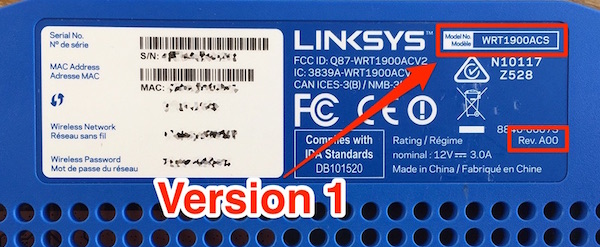 Serial No.
N° de série
S/N:
MAC Address
Adresse MAC
MAC:
Wireless Network
Réseau sans fil
Wireless Password
Mot de passe du réseau
LINKSYS™
Model No.
Modèle
WRT1900ACS
FCC ID: Q87-WRT1900ACV2
IC: 3839A-WRT1900ACV
CAN ICES-3(B) / NMB-3
N10117
Z528
FC CE
Complies with
IDA Standards
DB101520
Rev. A00
Rating / Régime
nominal : 12V 3.0A
Made in China / Fabriqué en Chine
Version 1